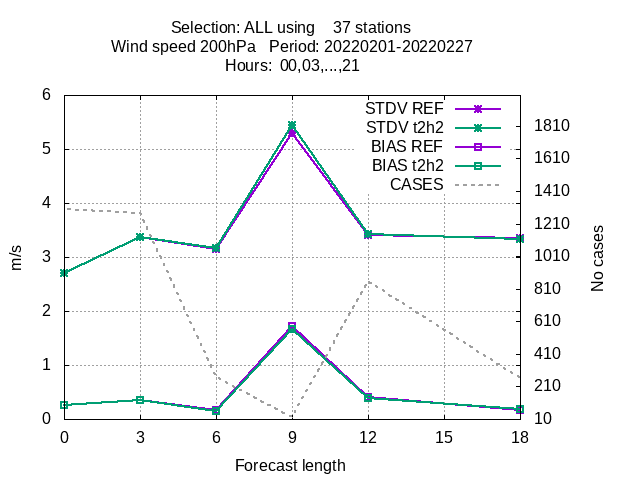 Selection: ALL using 37 stations
Wind speed 200hPa Period: 20220201-20220227
Hours: 00,03,...,21
STDV REF
STDV t2h2
BIAS REF
BIAS t2h2
CASES
6
5
4
3
2
1
0
m/s
1810
1610
1410
1210
1010
810
610
410
210
10
No cases
0 3 6 9 12 15 18
Forecast length